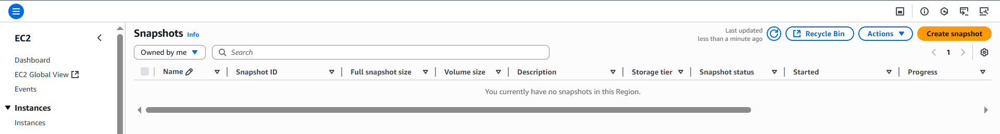 EC2
Dashboard
EC2 Global View
Events
Instances
Instances
Snapshots Info
Last updated
less than a minute ago
Recycle Bin
Actions
Create snapshot
Owned by me
Search
1
Name Snapshot ID Full snapshot size Volume size Description Storage tier Snapshot status Started Progress
You currently have no snapshots in this Region.